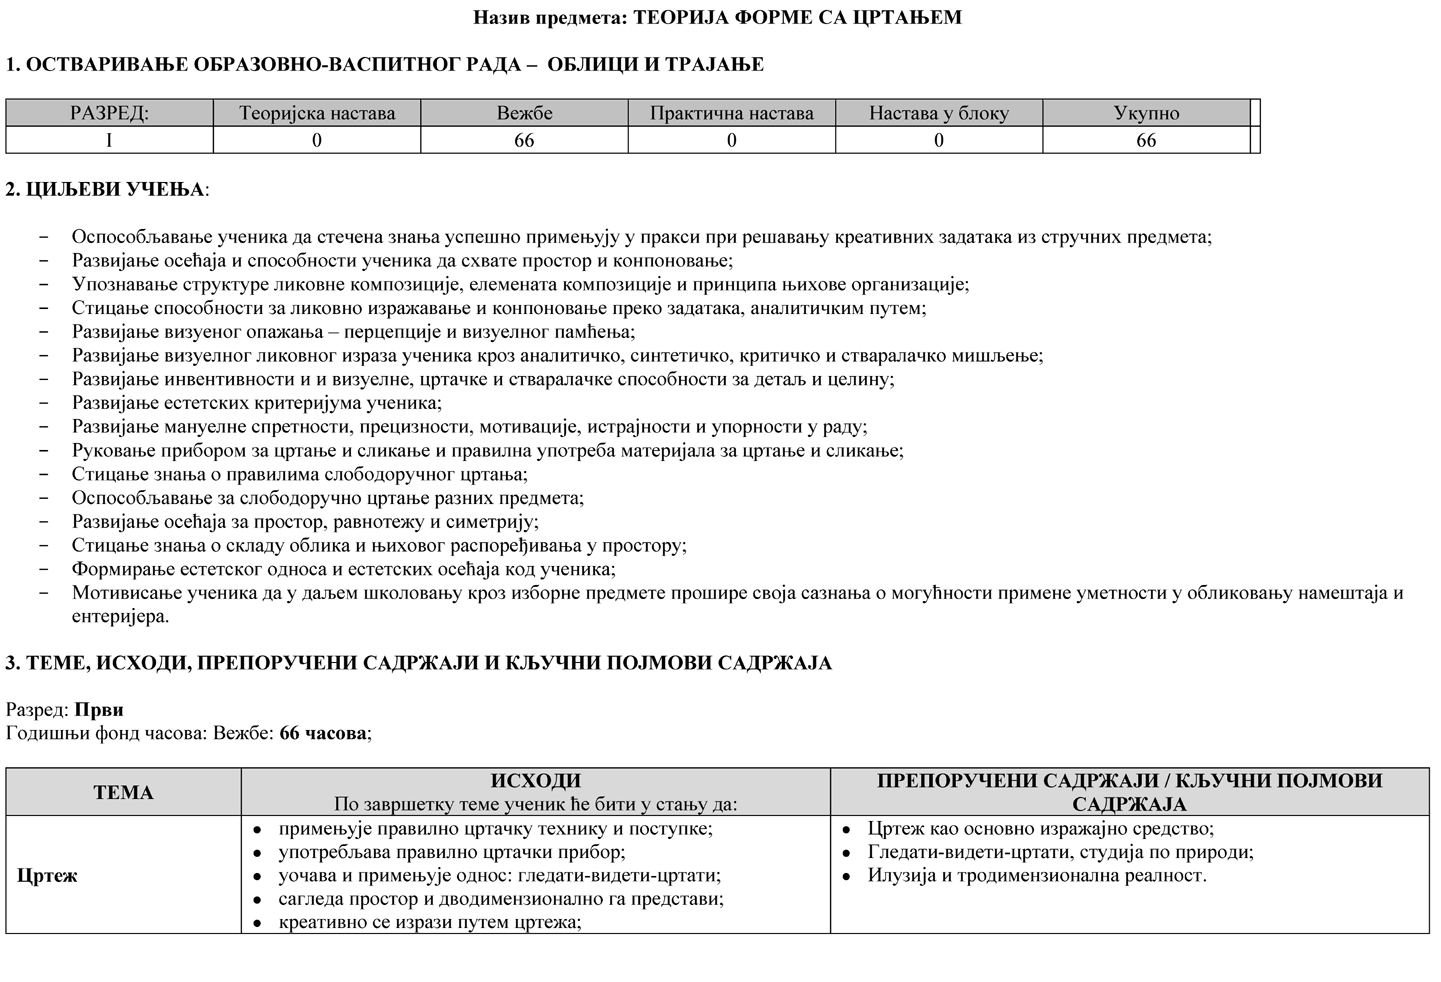 Назив предмета: ТЕОРИЈА ФОРМЕ СА ЦРТАЊЕМ
1. ОСТВАРИВАЊЕ ОБРАЗОВНО-ВАСПИТНОГ РАДА – ОБЛИЦИ И ТРАЈАЊЕ
РАЗРЕД: Теоријска настава Вежбе Практична настава Настава у блоку Укупно
I 0 66 0 0 66
2. ЦИЉЕВИ УЧЕЊА:
- Оспособљавање ученика да стечена знања успешно примењују у пракси при решавању креативних задатака из стручних предмета;
- Развијање осећаја и способности ученика да схвате простор и конпоновање;
- Упознавање структуре ликовне композиције, елемената композиције и принципа њихове организације;
- Стицање способности за ликовно изражавање и конпоновање преко задатака, аналитичким путем;
- Развијање визуеног опажања – перцепције и визуелног памћења;
- Развијање визуелног ликовног израза ученика кроз аналитичко, синтетичко, критичко и стваралачко мишљење;
- Развијање инвентивности и и визуелне, цртачке и стваралачке способности за детаљ и целину;
- Развијање естетских критеријума ученика;
- Развијање мануелне спретности, прецизности, мотивације, истрајности и упорности у раду;
- Руковање прибором за цртање и сликање и правилна употреба материјала за цртање и сликање;
- Стицање знања о правилима слободоручног цртања;
- Оспособљавање за слободоручно цртање разних предмета;
- Развијање осећаја за простор, равнотежу и симетрију;
- Стицање знања о складу облика и њиховог распоређивања у простору;
- Формирање естетског односа и естетских осећаја код ученика;
- Мотивисање ученика да у даљем школовању кроз изборне предмете прошире своја сазнања о могућности примене уметности у обликовању намештаја и
ентеријера.
3. ТЕМЕ, ИСХОДИ, ПРЕПОРУЧЕНИ САДРЖАЈИ И КЉУЧНИ ПОЈМОВИ САДРЖАЈА
Разред: Први
Годишњи фонд часова: Вежбе: 66 часова;
ТЕМА
ИСХОДИ
По завршетку теме ученик ће бити у стању да:
ПРЕПОРУЧЕНИ САДРЖАЈИ / КЉУЧНИ ПОЈМОВИ
САДРЖАЈА
Цртеж
• примењује правилно цртачку технику и поступке;
• употребљава правилно цртачки прибор;
• уочава и примењује однос: гледати-видети-цртати;
• сагледа простор и дводимензионално га представи;
• креативно се изрази путем цртежа;
• Цртеж као основно изражајно средство;
• Гледати-видети-цртати, студија по природи;
• Илузија и тродимензионална реалност.